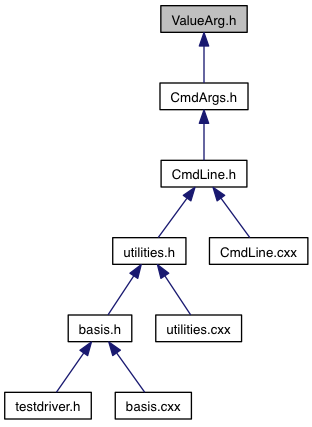 ValueArg.h
CmdArgs.h
CmdLine.h
utilities.h
CmdLine.cxx
basis.h
utilities.cxx
testdriver.h
basis.cxx